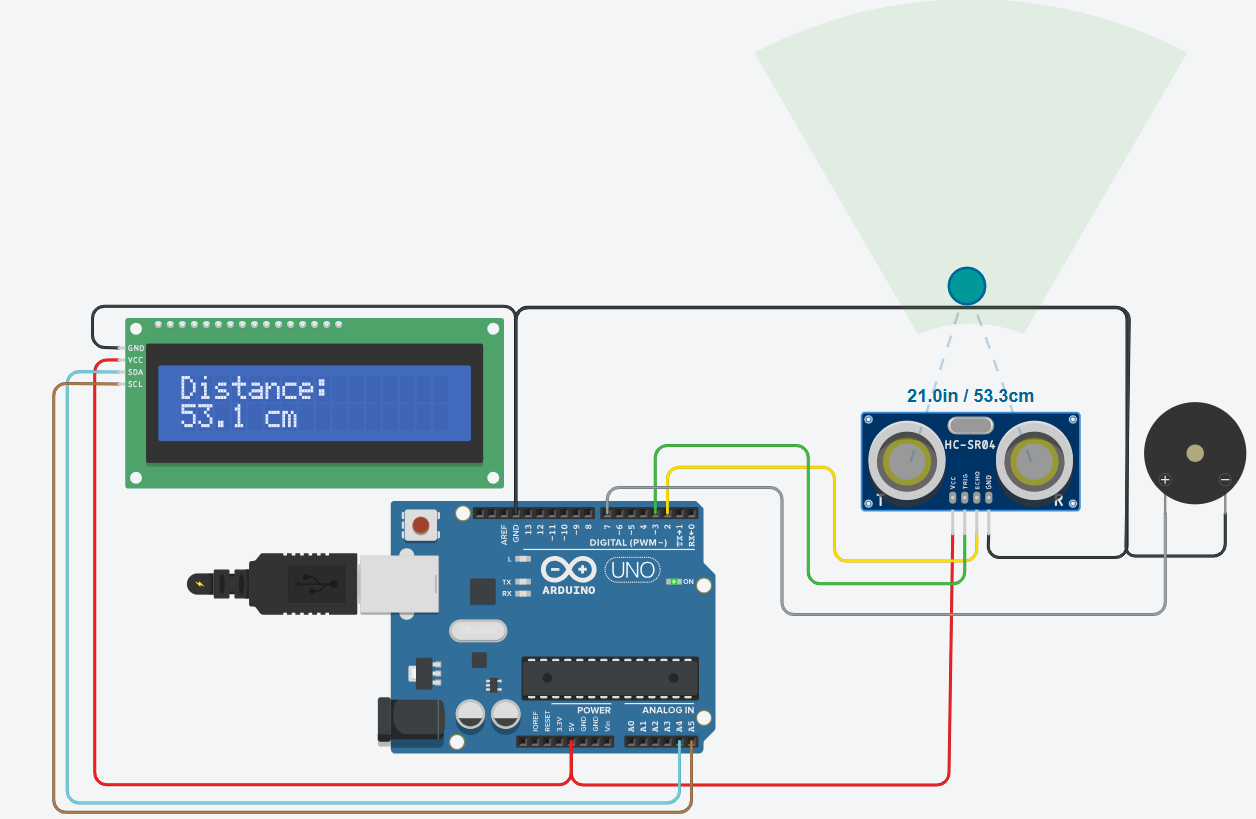 21.0in / 53.3cm
GND
VCC
SDA
SCL
Distance:
53.1 cm
HC-SR04
VCC
TRIG
ECHO
GND
T
R
+
−
AREF
GND
13
12
~11
~10
~9
8
7
~6
~5
4
~3
2
TX→1
RX←0
DIGITAL (PWM~)
L
TX
RX
ARDUINO
UNO
ON
POWER
ANALOG IN
IOREF
RESET
3.3V
5V
GND
GND
Vin
A0
A1
A2
A3
A4
A5